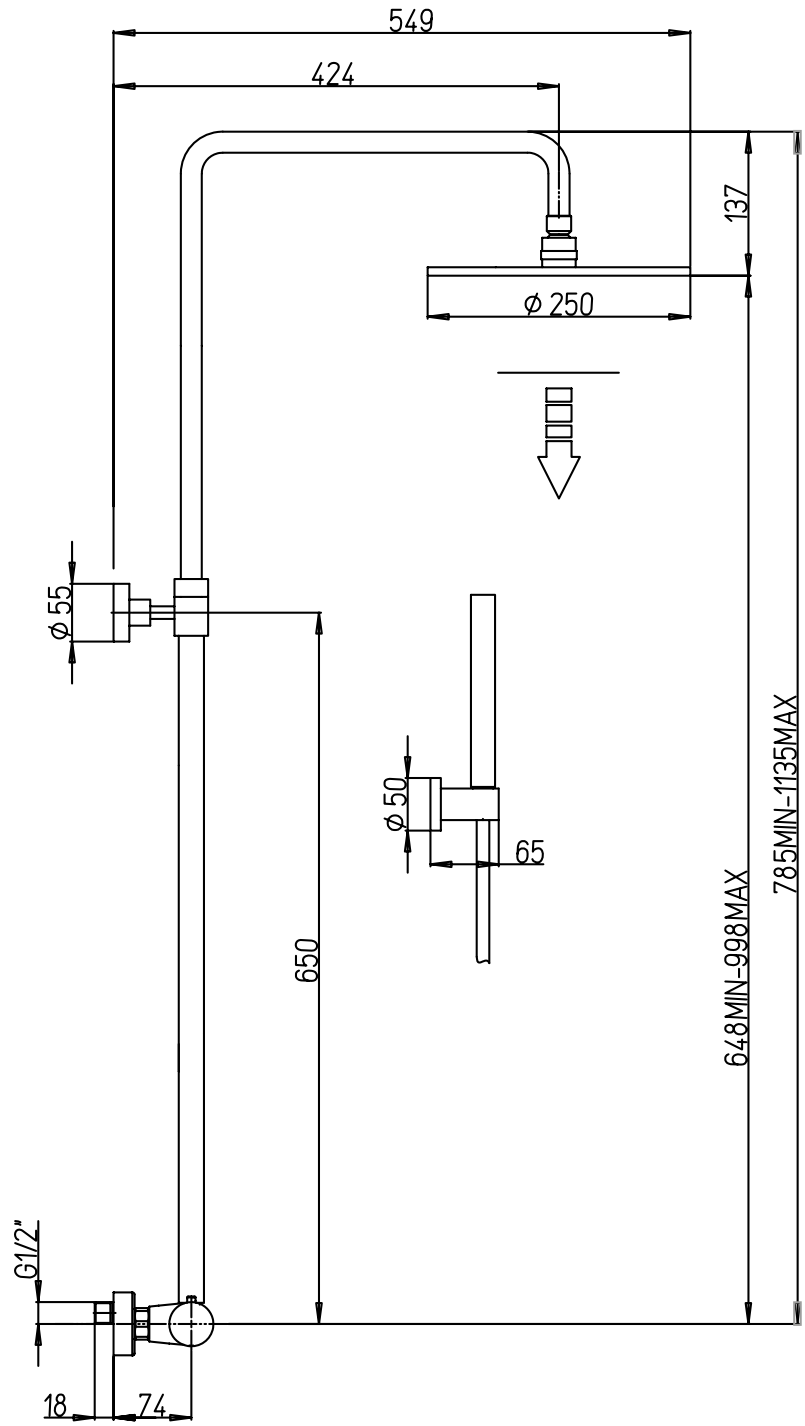 549
424
137
ϕ 250
ϕ 55
785MIN-1135MAX
ϕ 50
65
648MIN-998MAX
650
G1/2"
18
74